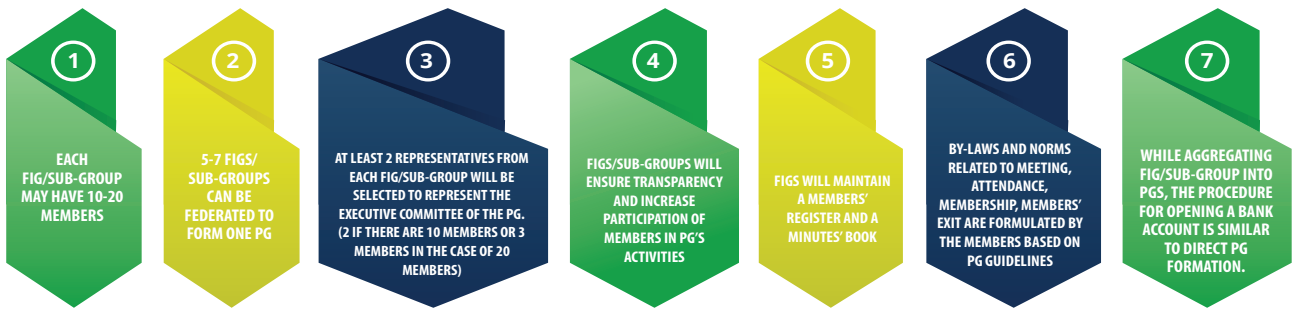 1
EACH
FIG/SUB-GROUP
MAY HAVE 10-20
MEMBERS
2
5-7 FIGS/
SUB-GROUPS
CAN BE
FEDERATED TO
FORM ONE PG
3
AT LEAST 2 REPRESENTATIVES FROM
EACH FIG/SUB-GROUP WILL BE
SELECTED TO REPRESENT THE
EXECUTIVE COMMITTEE OF THE PG.
(2 IF THERE ARE 10 MEMBERS OR 3
MEMBERS IN THE CASE OF 20
MEMBERS)
4
FIGS/SUB-GROUPS WILL
ENSURE TRANSPARENCY
AND INCREASE
PARTICIPATION OF
MEMBERS IN PG'S
ACTIVITIES
5
FIGS WILL MAINTAIN
A MEMBERS'
REGISTER AND A
MINUTES' BOOK
6
BY-LAWS AND NORMS
RELATED TO MEETING,
ATTENDANCE,
MEMBERSHIP, MEMBERS'
EXIT ARE FORMULATED BY
THE MEMBERS BASED ON
PG GUIDELINES
7
WHILE AGGREGATING
FIG/SUB-GROUP INTO
PGS, THE PROCEDURE
FOR OPENING A BANK
ACCOUNT IS SIMILAR
TO DIRECT PG
FORMATION.